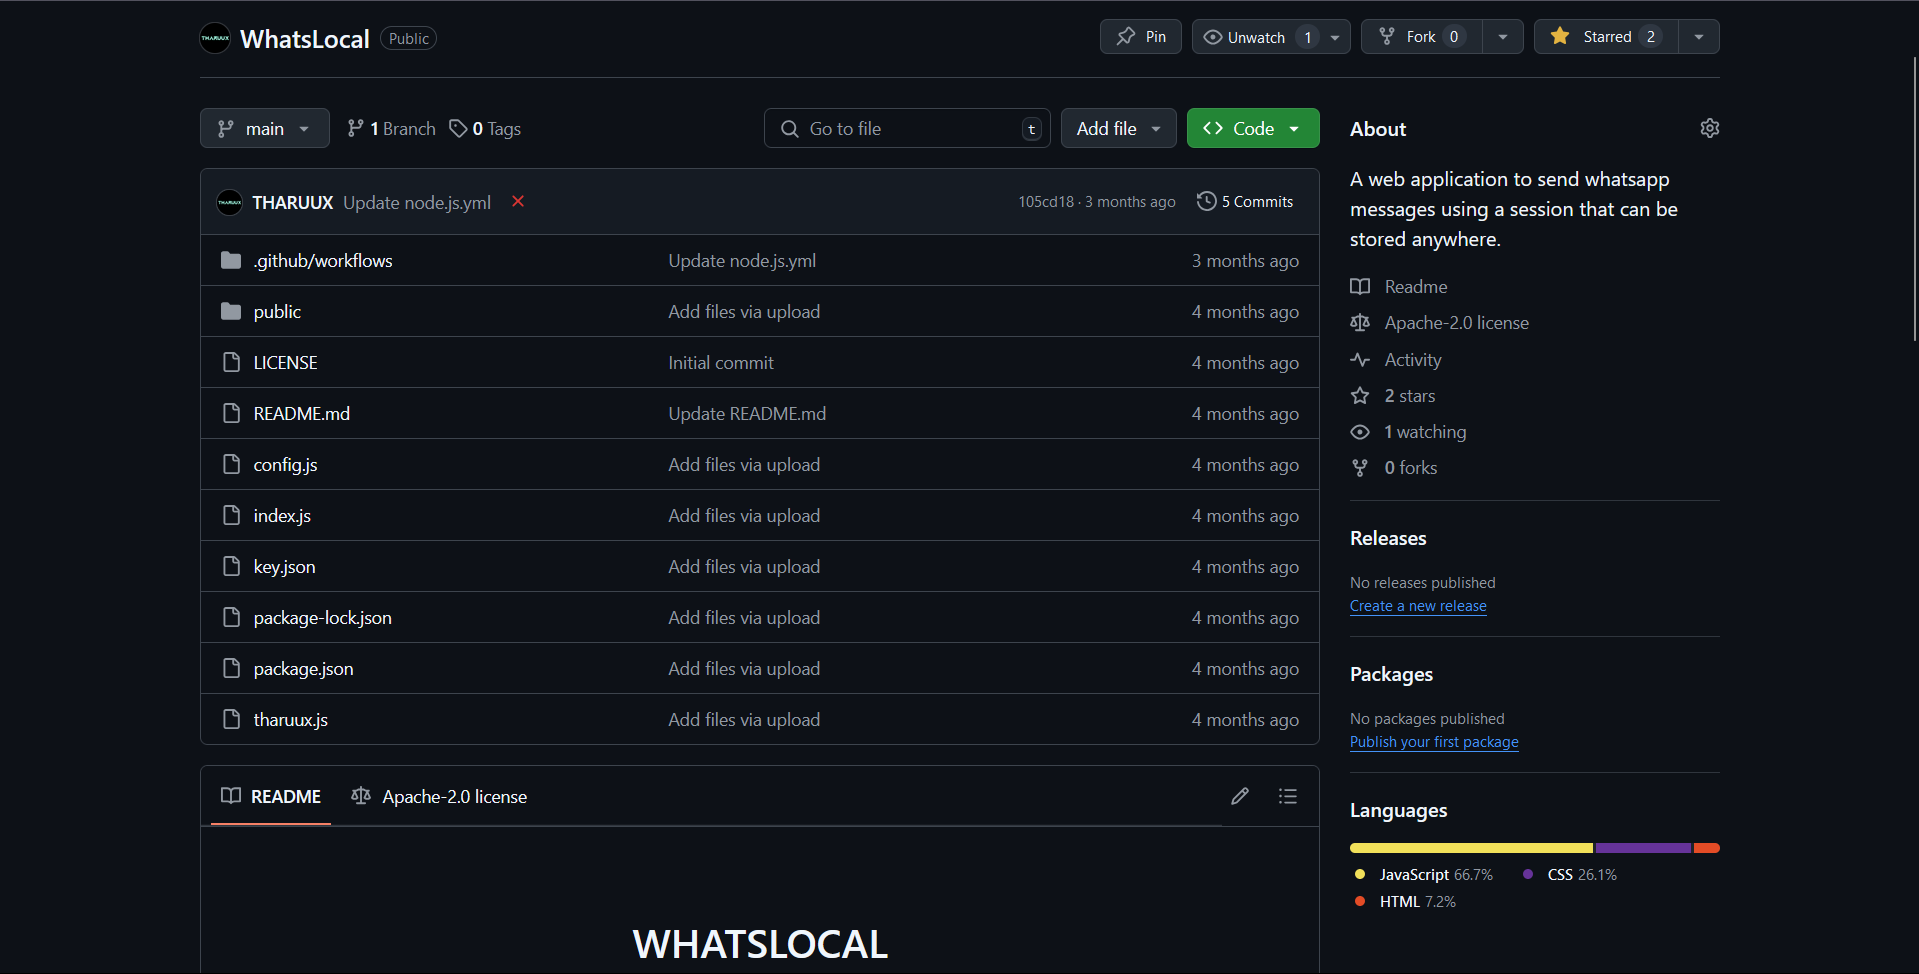 THARUUX WhatsLocal Public Pin Unwatch 1 Fork 0 Starred 2
main 1 Branch 0 Tags Go to file t Add file Code
THARUUX THARUUX Update node.js.yml 105cd18 · 3 months ago 5 Commits
.github/workflows Update node.js.yml 3 months ago
public Add files via upload 4 months ago
LICENSE Initial commit 4 months ago
README.md Update README.md 4 months ago
config.js Add files via upload 4 months ago
index.js Add files via upload 4 months ago
key.json Add files via upload 4 months ago
package-lock.json Add files via upload 4 months ago
package.json Add files via upload 4 months ago
tharuux.js Add files via upload 4 months ago
README Apache-2.0 license
WHATSLOCAL
About
A web application to send whatsapp
messages using a session that can be
stored anywhere.
Readme
Apache-2.0 license
Activity
2 stars
1 watching
0 forks
Releases
No releases published
Create a new release
Packages
No packages published
Publish your first package
Languages
JavaScript 66.7% CSS 26.1%
HTML 7.2%